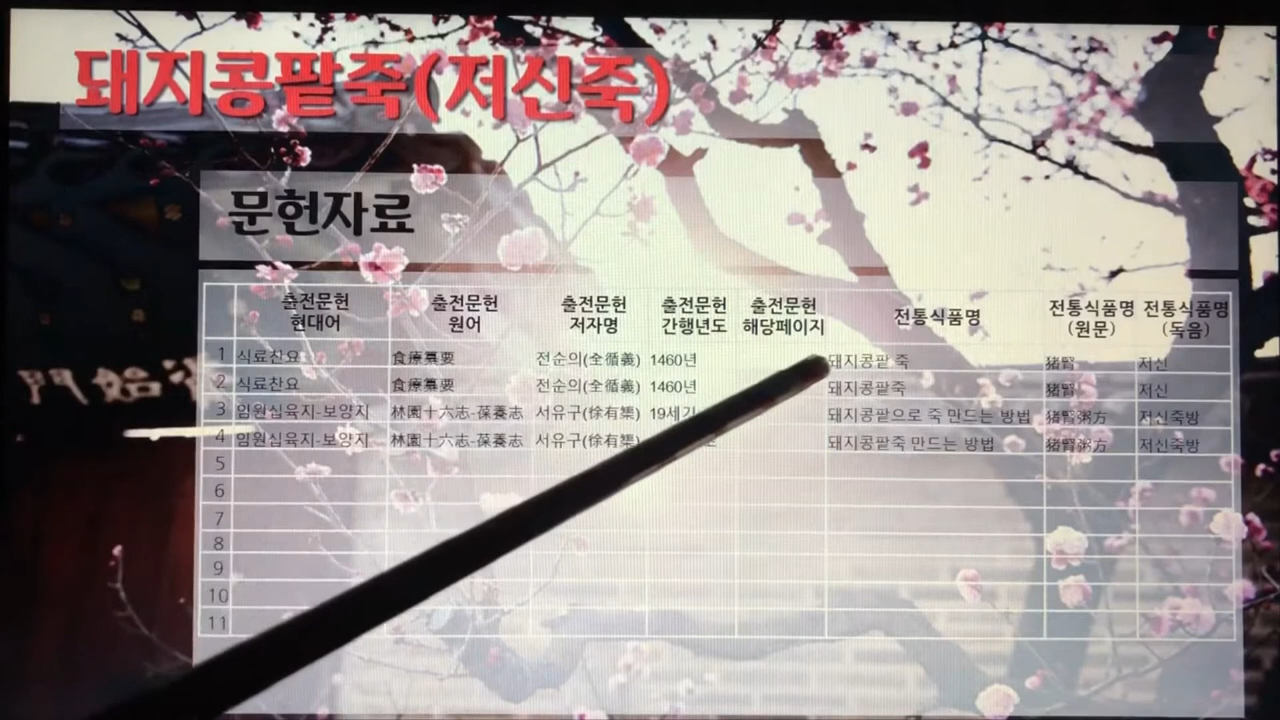 돼지콩팥죽(저신죽)
문헌자료
출전문헌 현대어 출전문헌 원어 출전문헌 저자명 출전문헌 간행년도 출전문헌 해당페이지 전통식품명 전통식품명 (원문) 전통식품명 (독음)
1 식료찬요 食療纂要 전순의(全循義) 1460년 돼지콩팥 죽 猪腎 저신
2 식료찬요 食療纂要 전순의(全循義) 1460년 돼지콩팥죽 猪腎 저신
3 임원십육지-보양지 林園十六志-葆養志 서유구(徐有榘) 19세기 돼지콩팥으로 죽 만드는 방법 猪腎粥方 저신죽방
4 임원십육지-보양지 林園十六志-葆養志 서유구(徐有榘) 돼지콩팥죽 만드는 방법 猪腎粥方 저신죽방
5
6
7
8
9
10
11